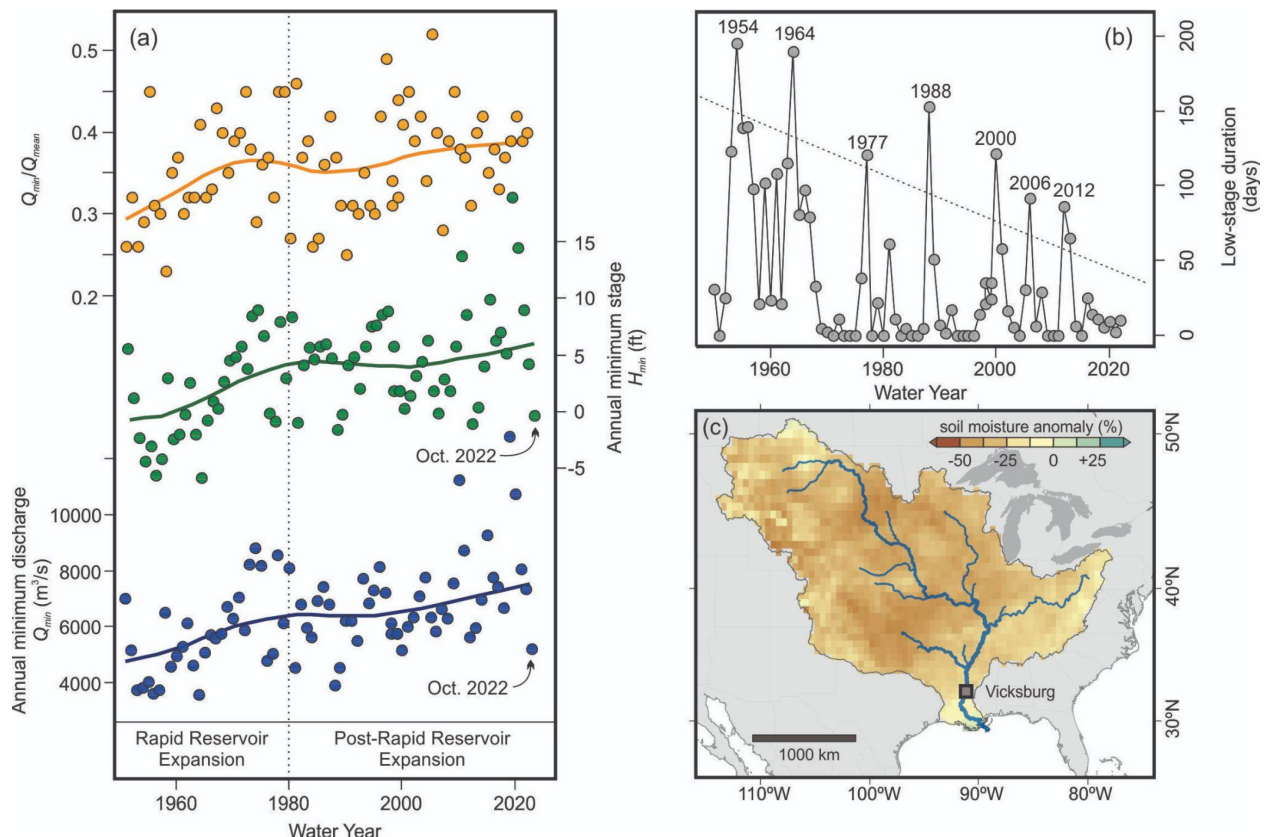 (a)
0.5
0.4
0.3
0.2
Qmin/Qmean
15
10
5
0
-5
Annual minimum stage
Hmin (ft)
Oct. 2022
10000
8000
6000
4000
Annual minimum discharge
Qmin (m³/s)
Oct. 2022
Rapid Reservoir
Expansion
Post-Rapid Reservoir
Expansion
1960
1980
2000
2020
Water Year
(b)
1954
1964
1977
1988
2000
2006
2012
200
150
100
50
0
Low-stage duration
(days)
1960
1980
2000
2020
Water Year
(c)
soil moisture anomaly (%)
-50
-25
0
+25
50°N
40°N
30°N
Vicksburg
1000 km
110°W
100°W
90°W
80°W